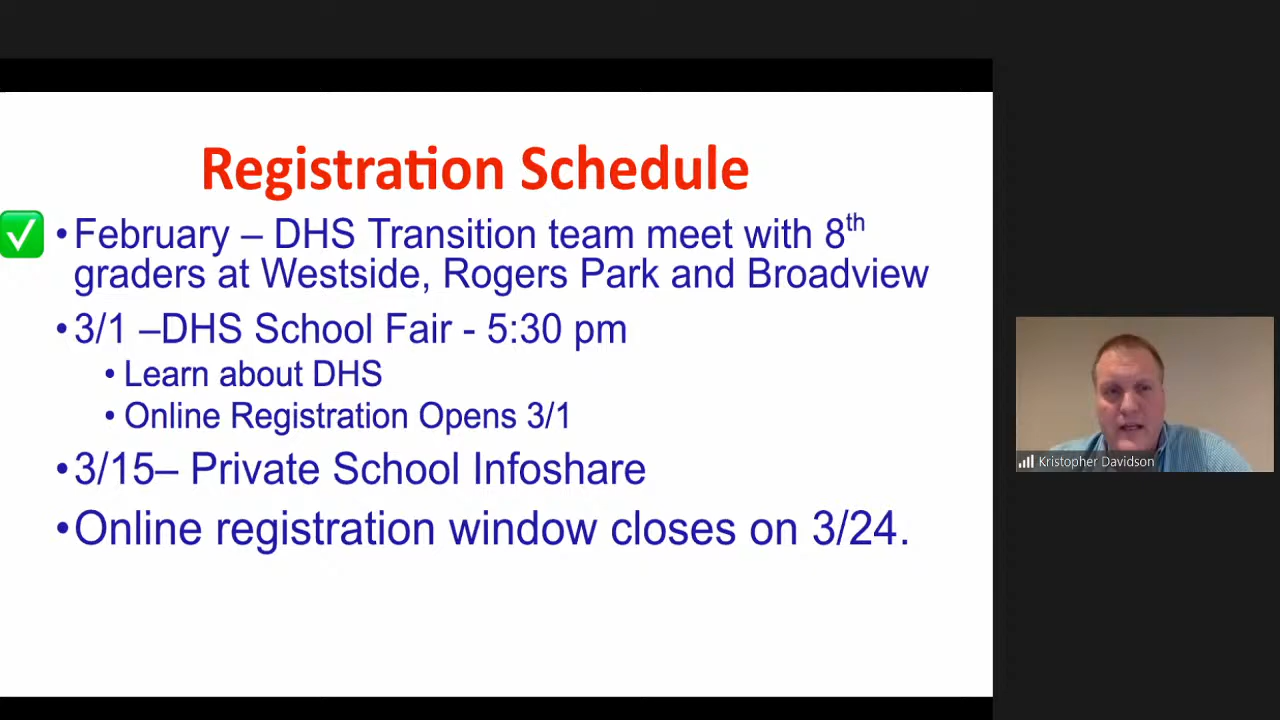 Registration Schedule
•February – DHS Transition team meet with 8th
graders at Westside, Rogers Park and Broadview
•3/1 –DHS School Fair - 5:30 pm
•Learn about DHS
•Online Registration Opens 3/1
•3/15– Private School Infoshare
•Online registration window closes on 3/24.
Kristopher Davidson